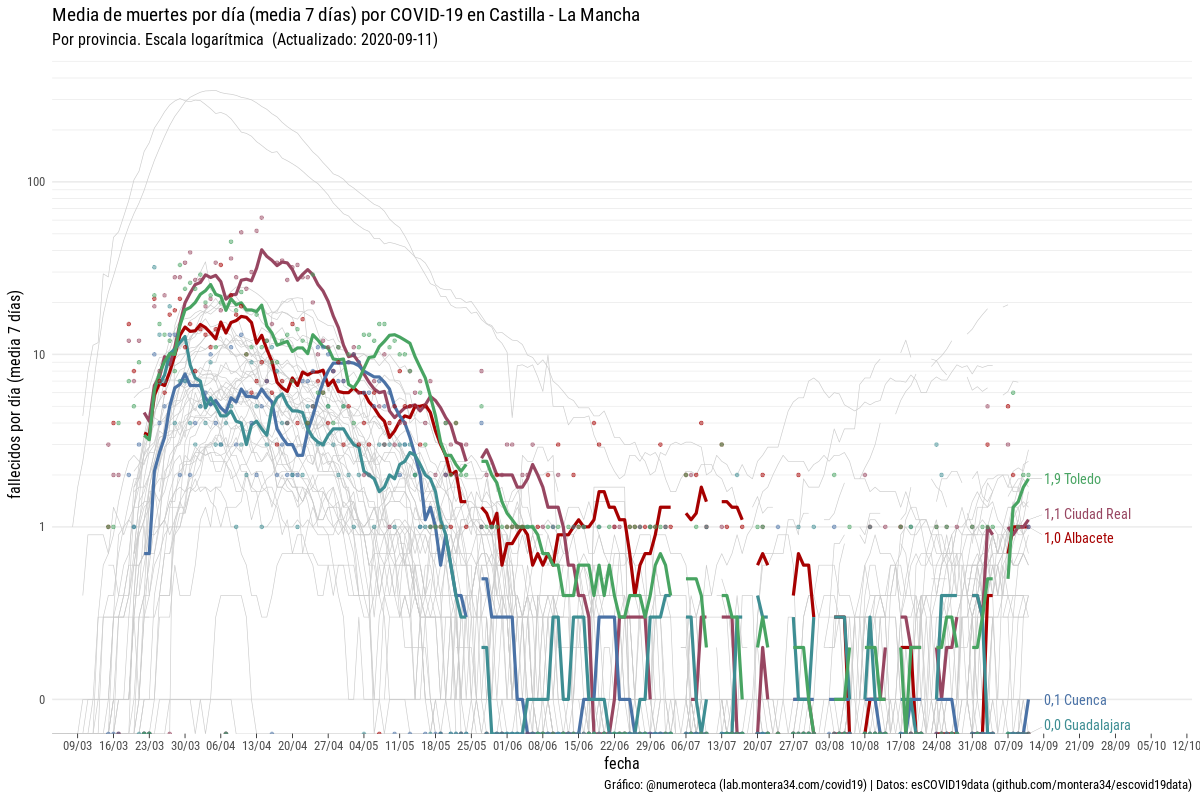 Media de muertes por día (media 7 días) por COVID-19 en Castilla - La Mancha
Por provincia. Escala logarítmica (Actualizado: 2020-09-11)
fallecidos por día (media 7 días)
100
10
1
0
1,9 Toledo
1,1 Ciudad Real
1,0 Albacete
0,1 Cuenca
0,0 Guadalajara
09/03 16/03 23/03 30/03 06/04 13/04 20/04 27/04 04/05 11/05 18/05 25/05 01/06 08/06 15/06 22/06 29/06 06/07 13/07 20/07 27/07 03/08 10/08 17/08 24/08 31/08 07/09 14/09 21/09 28/09 05/10 12/10
fecha
Gráfico: @numeroteca (lab.montera34.com/covid19) | Datos: esCOVID19data (github.com/montera34/escovid19data)